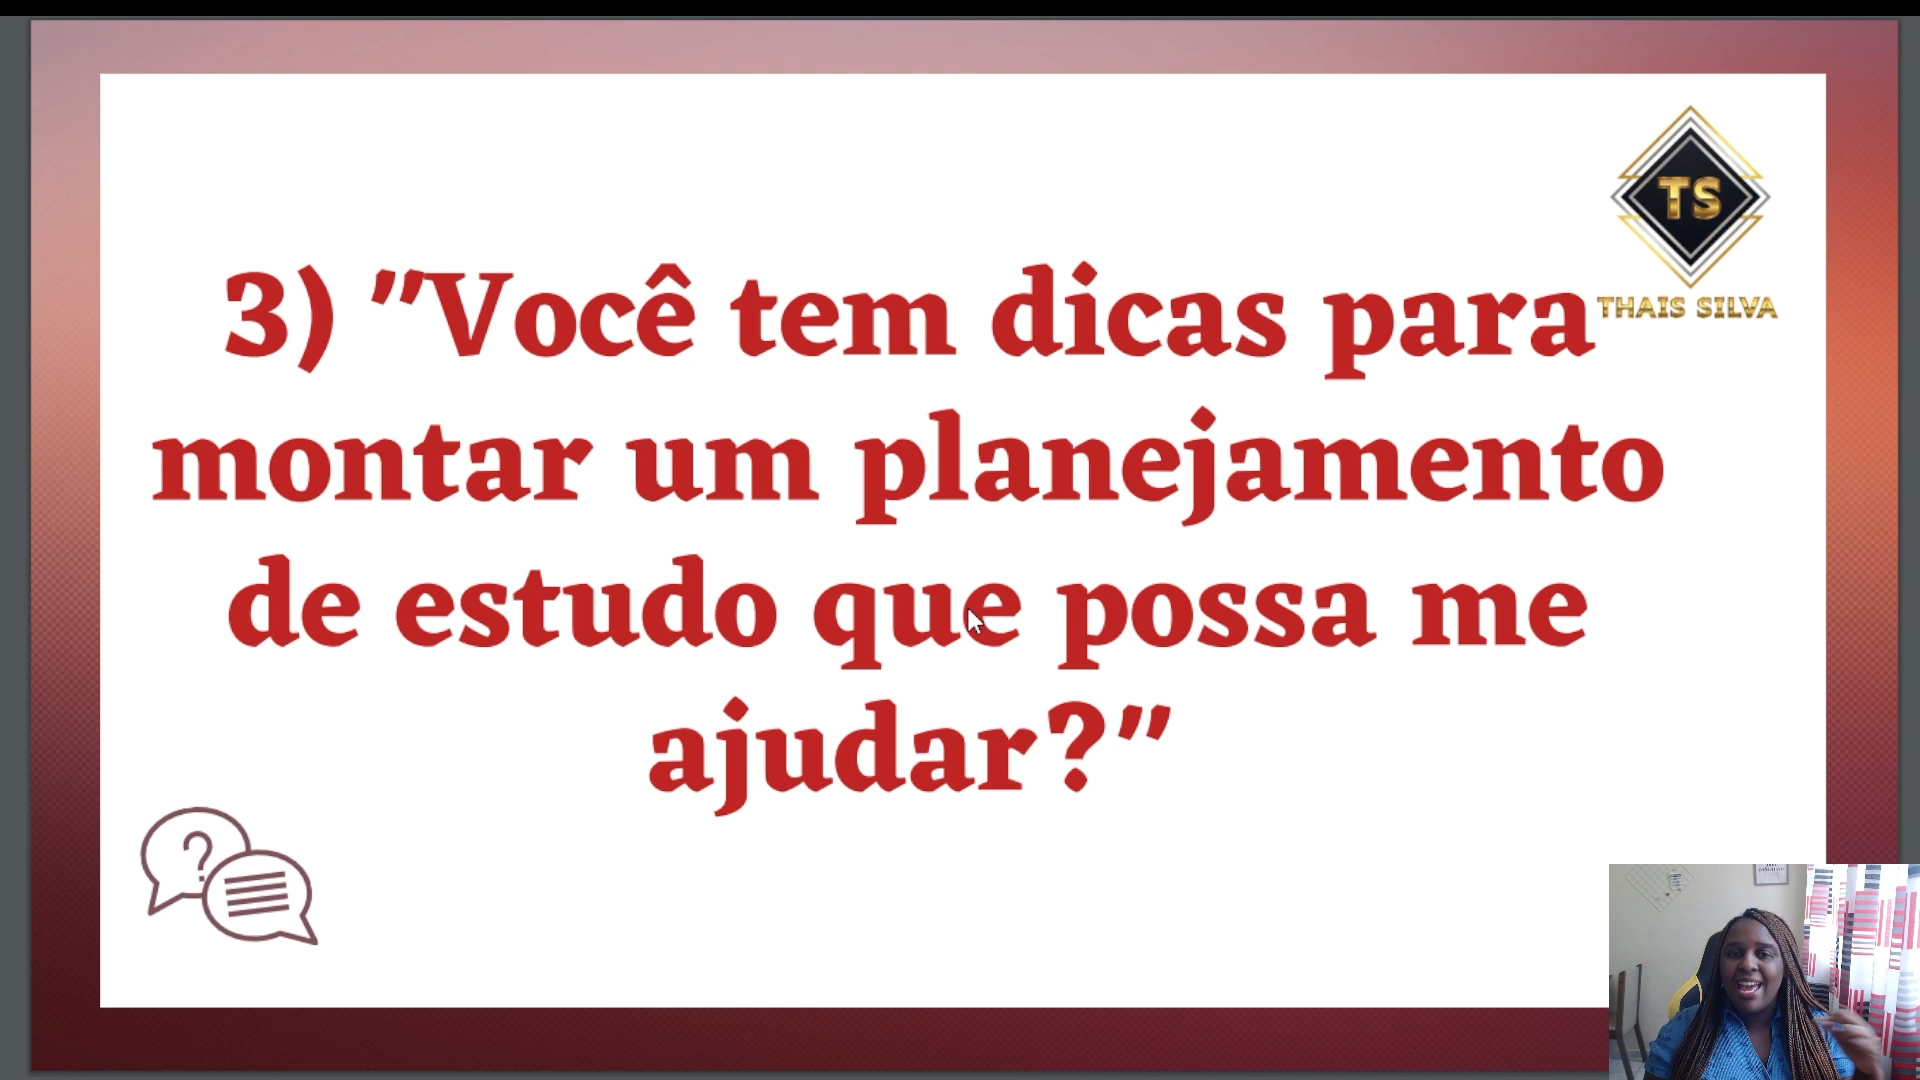 TS
THAIS SILVA
3) "Você tem dicas para
montar um planejamento
de estudo que possa me
ajudar?"
?